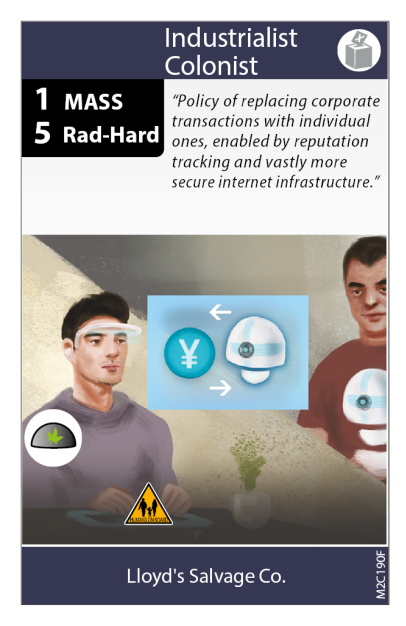 Industrialist
Colonist
1 MASS
5 Rad-Hard
“Policy of replacing corporate
transactions with individual
ones, enabled by reputation
tracking and vastly more
secure internet infrastructure.”
¥
Lloyd's Salvage Co.
M2C190F